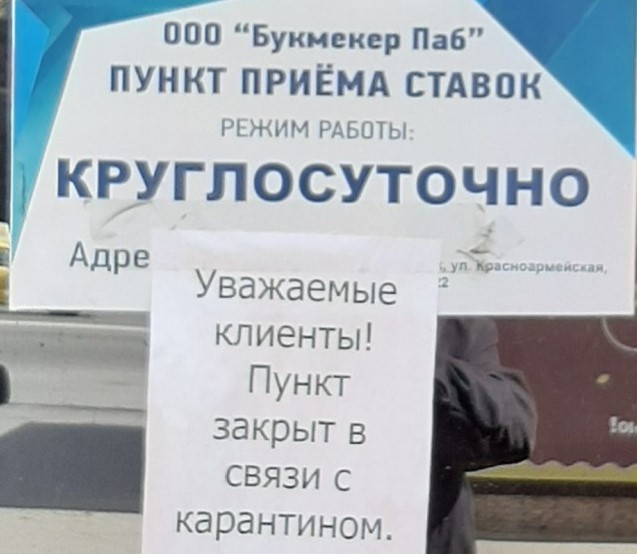 ООО “Букмекер Паб”
ПУНКТ ПРИЁМА СТАВОК
РЕЖИМ РАБОТЫ:
КРУГЛОСУТОЧНО
Адре
ул. Красноармейская,
Уважаемые
клиенты!
Пункт
закрыт в
связи с
карантином.